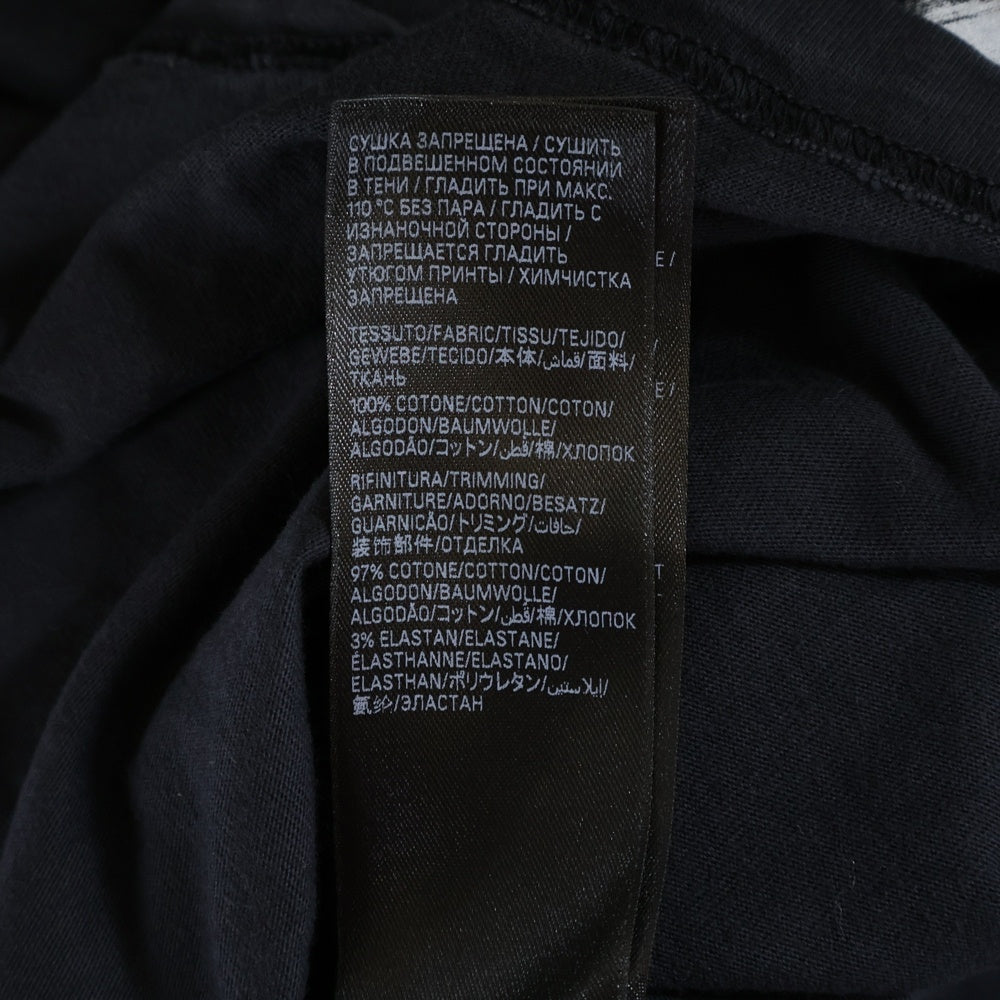 СУШКА ЗАПРЕЩЕНА / СУШИТЬ
В ПОДВЕШЕННОМ СОСТОЯНИИ
В ТЕНИ / ГЛАДИТЬ ПРИ МАКС.
110 °C БЕЗ ПАРА / ГЛАДИТЬ С
ИЗНАНОЧНОЙ СТОРОНЫ /
ЗАПРЕЩАЕТСЯ ГЛАДИТЬ
УТЮГОМ ПРИНТЫ / ХИМЧИСТКА
ЗАПРЕЩЕНА
TESSUTO/FABRIC/TISSU/TEJIDO/
GEWEBE/TECIDO/本体/قماش/面料/
ТКАНЬ
100% COTONE/COTTON/COTON/
ALGODON/BAUMWOLLE/
ALGODÃO/コットン/قطن/棉/ХЛОПОК
RIFINITURA/TRIMMING/
GARNITURE/ADORNO/BESATZ/
GUARNICÃO/トリミング/حافات/
装饰部件/ОТДЕЛКА
97% COTONE/COTTON/COTON/
ALGODON/BAUMWOLLE/
ALGODÃO/コットン/قطن/棉/ХЛОПОК
3% ELASTAN/ELASTANE/
ÉLASTHANNE/ELASTANO/
ELASTHAN/ポリウレタン/إيلاستين/
氨纶/ЭЛАСТАН
E /
/
E /
T